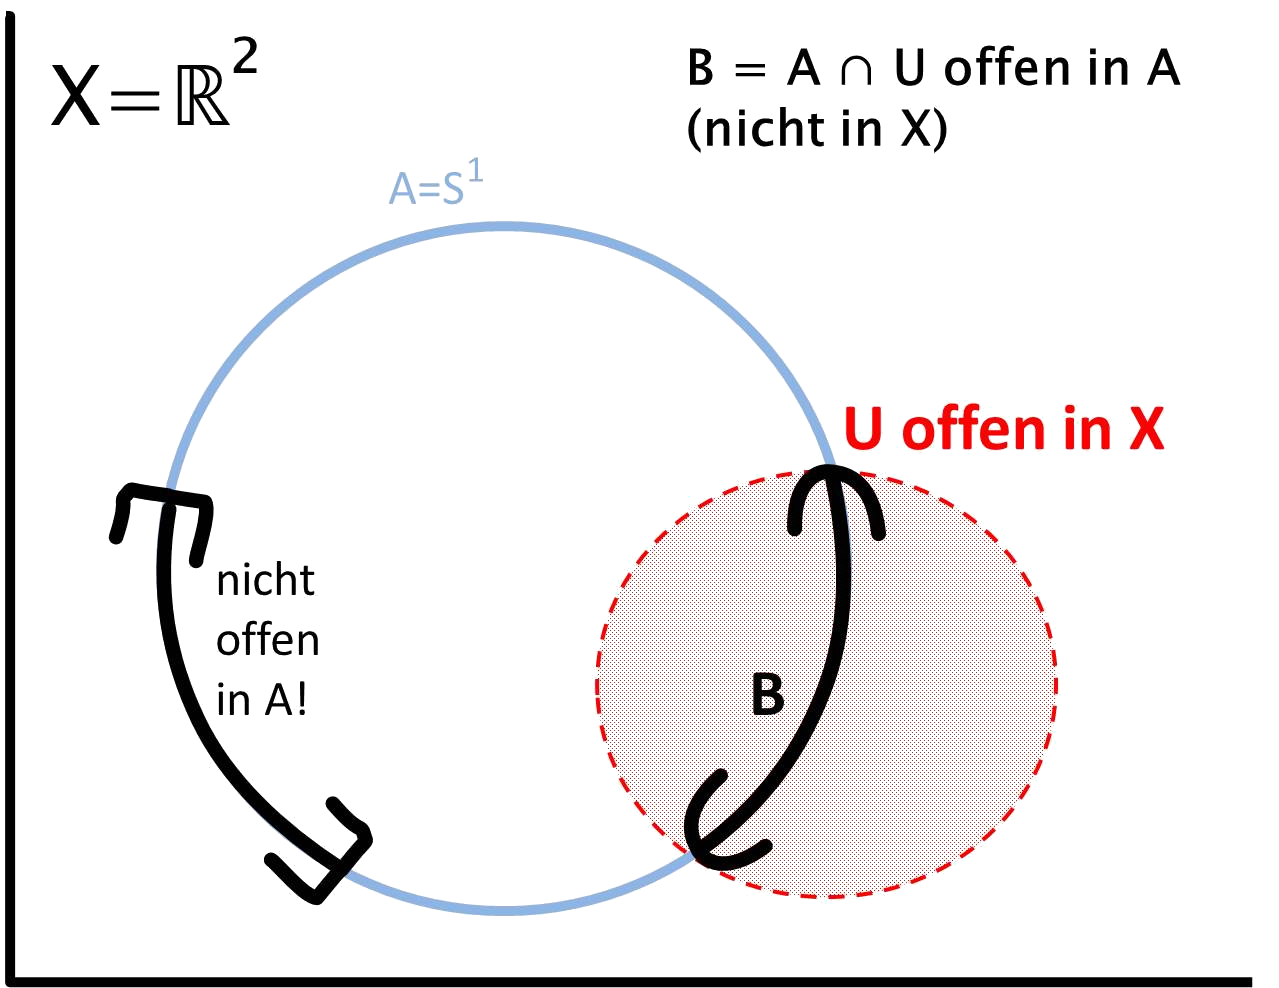 X=ℝ²
B = A ∩ U offen in A
(nicht in X)
A=S¹
U offen in X
nicht
offen
in A!
B